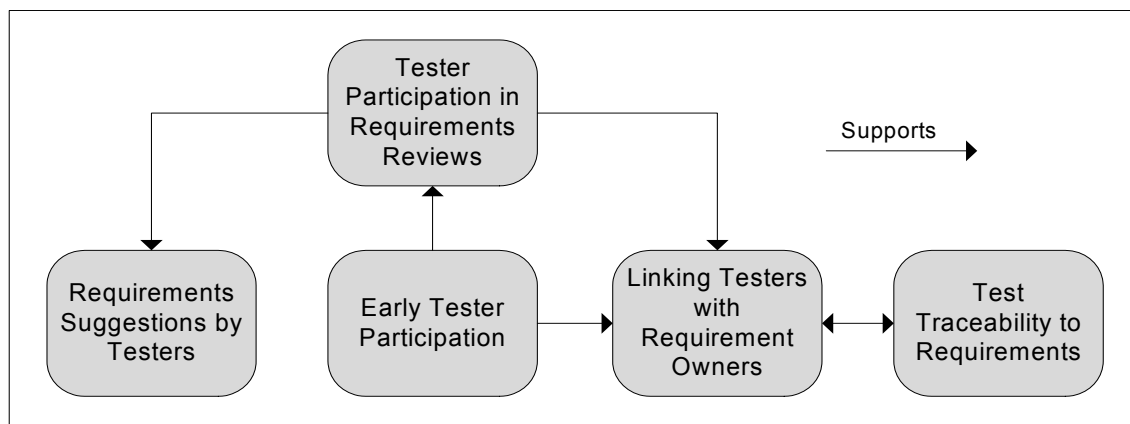 Tester
Participation in
Requirements
Reviews
Supports
Requirements
Suggestions by
Testers
Early Tester
Participation
Linking Testers
with
Requirement
Owners
Test
Traceability to
Requirements